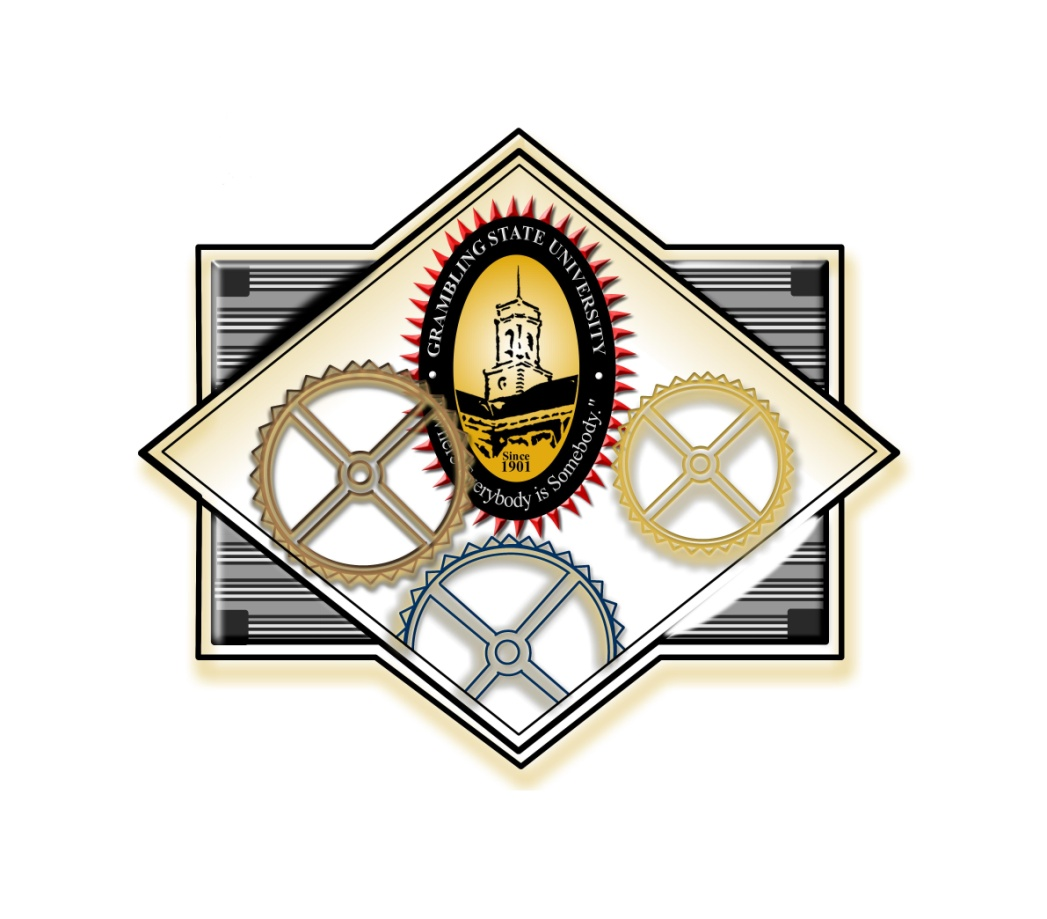 GRAMBLING STATE UNIVERSITY
Since
1901
is Somebody."